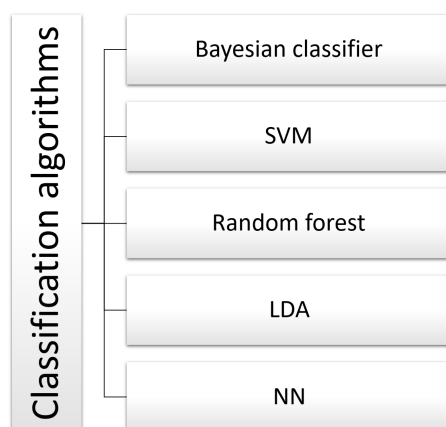 Classification algorithms
Bayesian classifier
SVM
Random forest
LDA
NN